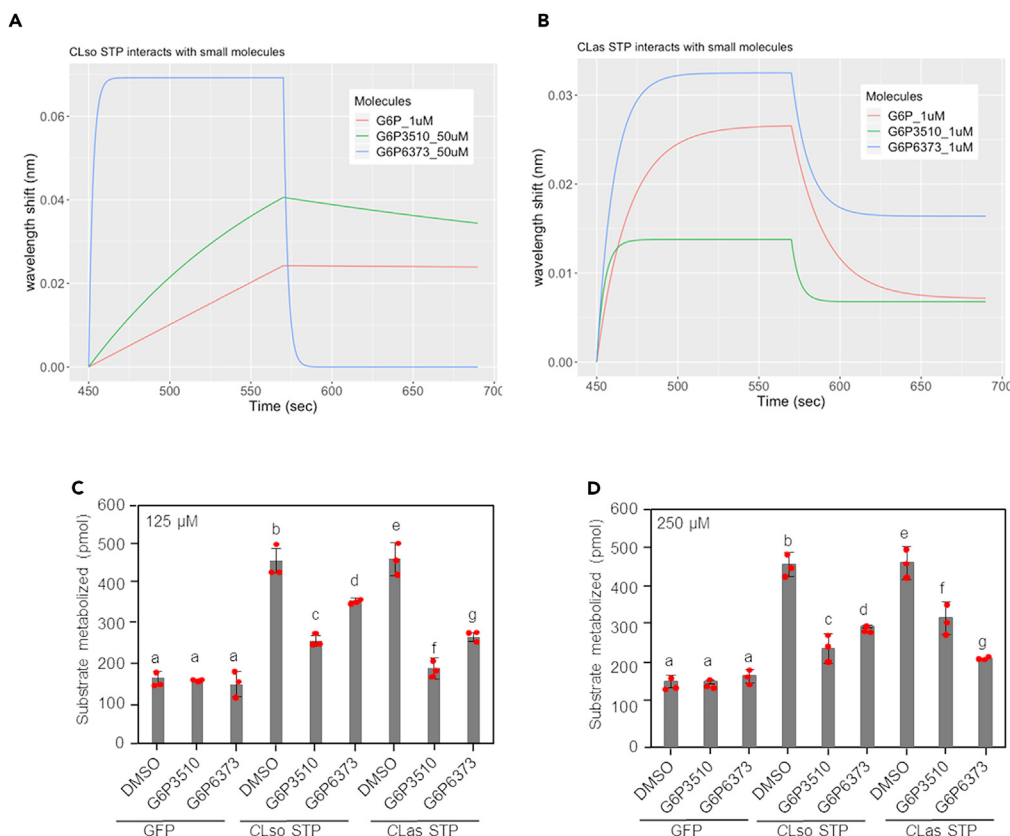 A
CLso STP interacts with small molecules
wavelength shift (nm)
0.06
0.04
0.02
0.00
Molecules
G6P_1uM
G6P3510_50uM
G6P6373_50uM
450
500
550
600
650
700
Time (sec)
B
CLas STP interacts with small molecules
wavelength shift (nm)
0.03
0.02
0.01
0.00
Molecules
G6P_1uM
G6P3510_1uM
G6P6373_1uM
450
500
550
600
650
700
Time (sec)
C
Substrate metabolized (pmol)
600
500
400
300
200
100
0
125 µM
a
a
a
b
c
d
e
f
g
DMSO
G6P3510
G6P6373
DMSO
G6P3510
G6P6373
DMSO
G6P3510
G6P6373
GFP
CLso STP
CLas STP
D
Substrate metabolized (pmol)
600
500
400
300
200
100
0
250 µM
a
a
a
b
c
d
e
f
g
DMSO
G6P3510
G6P6373
DMSO
G6P3510
G6P6373
DMSO
G6P3510
G6P6373
GFP
CLso STP
CLas STP